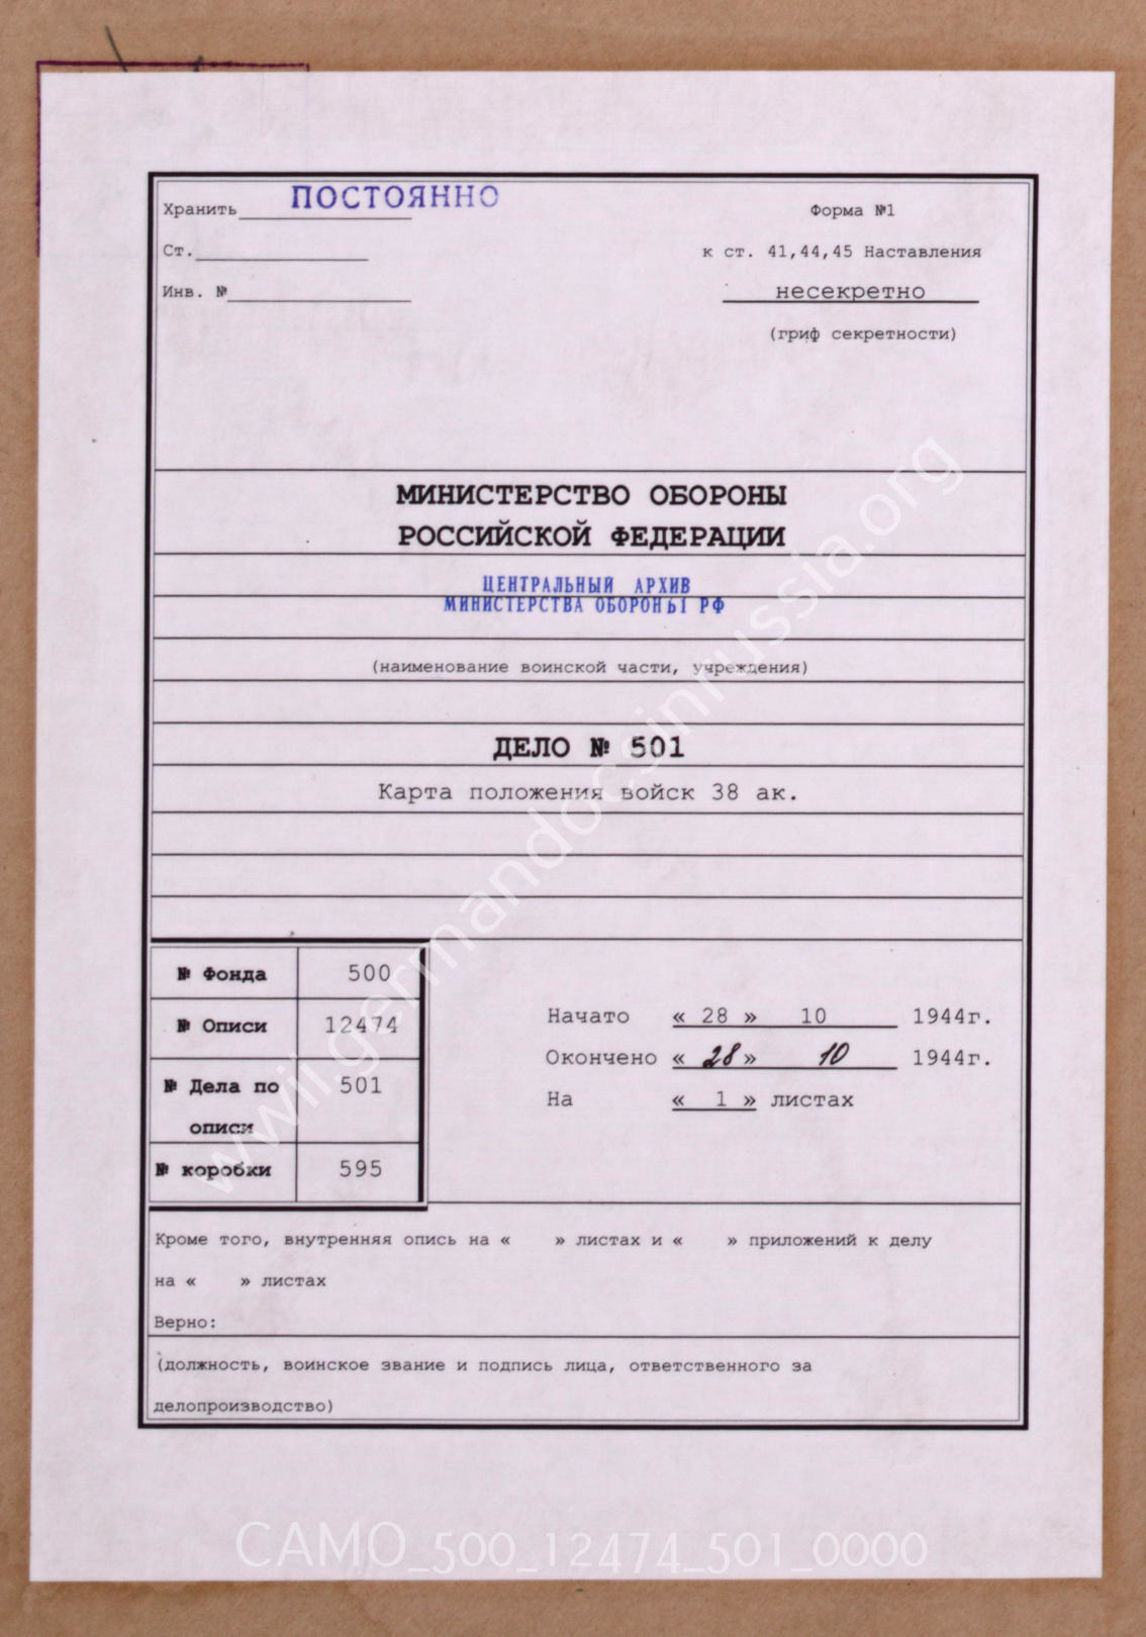 Хранить ПОСТОЯННО
Форма №1
Ст.
к ст. 41,44,45 Наставления
Инв. №
несекретно
(гриф секретности)
МИНИСТЕРСТВО ОБОРОНЫ
РОССИЙСКОЙ ФЕДЕРАЦИИ
ЦЕНТРАЛЬНЫЙ АРХИВ
МИНИСТЕРСТВА ОБОРОНЫ РФ
(наименование воинской части, учреждения)
ДЕЛО № 501
Карта положения войск 38 ак.
№ Фонда 500
№ Описи 12474
№ Дела по описи 501
№ коробки 595
Начато « 28 » 10 1944г.
Окончено « 28 » 10 1944г.
На « 1 » листах
Кроме того, внутренняя опись на « » листах и « » приложений к делу
на « » листах
Верно:
(должность, воинское звание и подпись лица, ответственного за
делопроизводство)
wwii.germandocsinrussia.org
CAMO_500_12474_501_0000